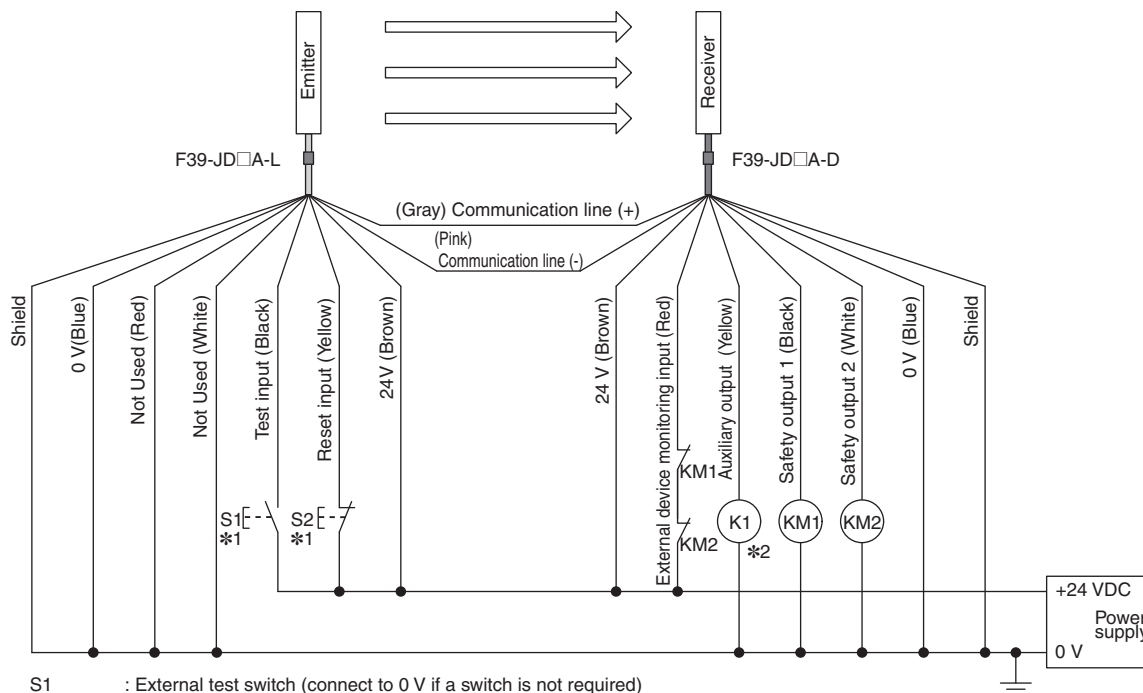 Emitter
Receiver
F39-JD□A-L
F39-JD□A-D
(Gray) Communication line (+)
(Pink)
Communication line (-)
Shield
0 V(Blue)
Not Used (Red)
Not Used (White)
Test input (Black)
Reset input (Yellow)
24V (Brown)
24 V (Brown)
External device monitoring input (Red)
Auxiliary output (Yellow)
Safety output 1 (Black)
Safety output 2 (White)
0 V (Blue)
Shield
KM1
S1
*1
S2
*1
KM2
K1
*2
KM1
KM2
+24 VDC
Power
supply
0 V
S1 : External test switch (connect to 0 V if a switch is not required)